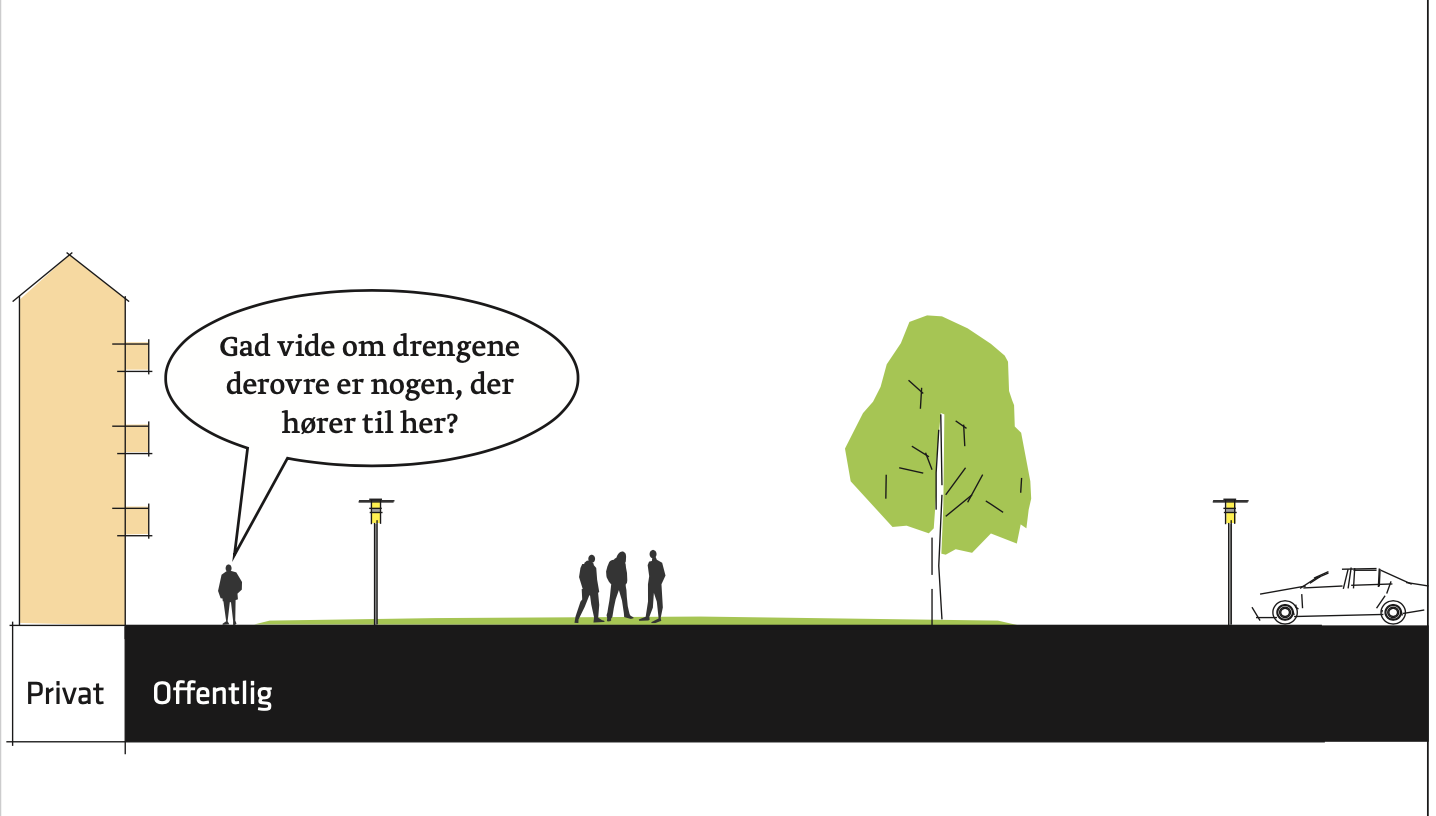 Gad vide om drengene
derovre er nogen, der
hører til her?
Privat
Offentlig